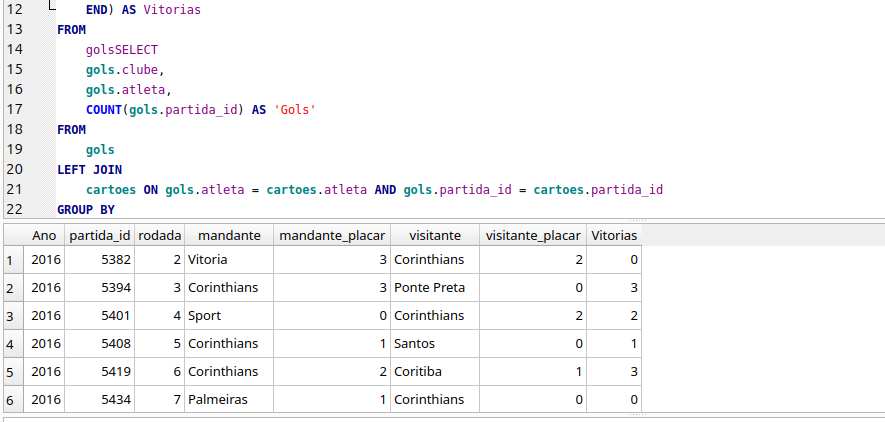 12 END) AS Vitorias
13 FROM
14 golsSELECT
15 gols.clube,
16 gols.atleta,
17 COUNT(gols.partida_id) AS 'Gols'
18 FROM
19 gols
20 LEFT JOIN
21 cartoes ON gols.atleta = cartoes.atleta AND gols.partida_id = cartoes.partida_id
22 GROUP BY
Ano partida_id rodada mandante mandante_placar visitante visitante_placar Vitorias
1 2016 5382 2 Vitoria 3 Corinthians 2 0
2 2016 5394 3 Corinthians 3 Ponte Preta 0 3
3 2016 5401 4 Sport 0 Corinthians 2 2
4 2016 5408 5 Corinthians 1 Santos 0 1
5 2016 5419 6 Corinthians 2 Coritiba 1 3
6 2016 5434 7 Palmeiras 1 Corinthians 0 0